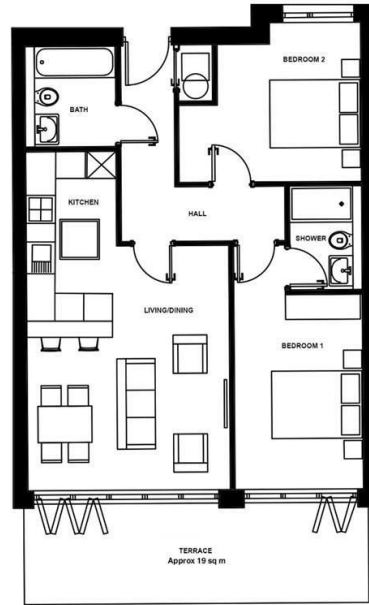 BEDROOM 2
BATH
KITCHEN
HALL
SHOWER
LIVING/DINING
BEDROOM 1
TERRACE
Approx 19 sq m